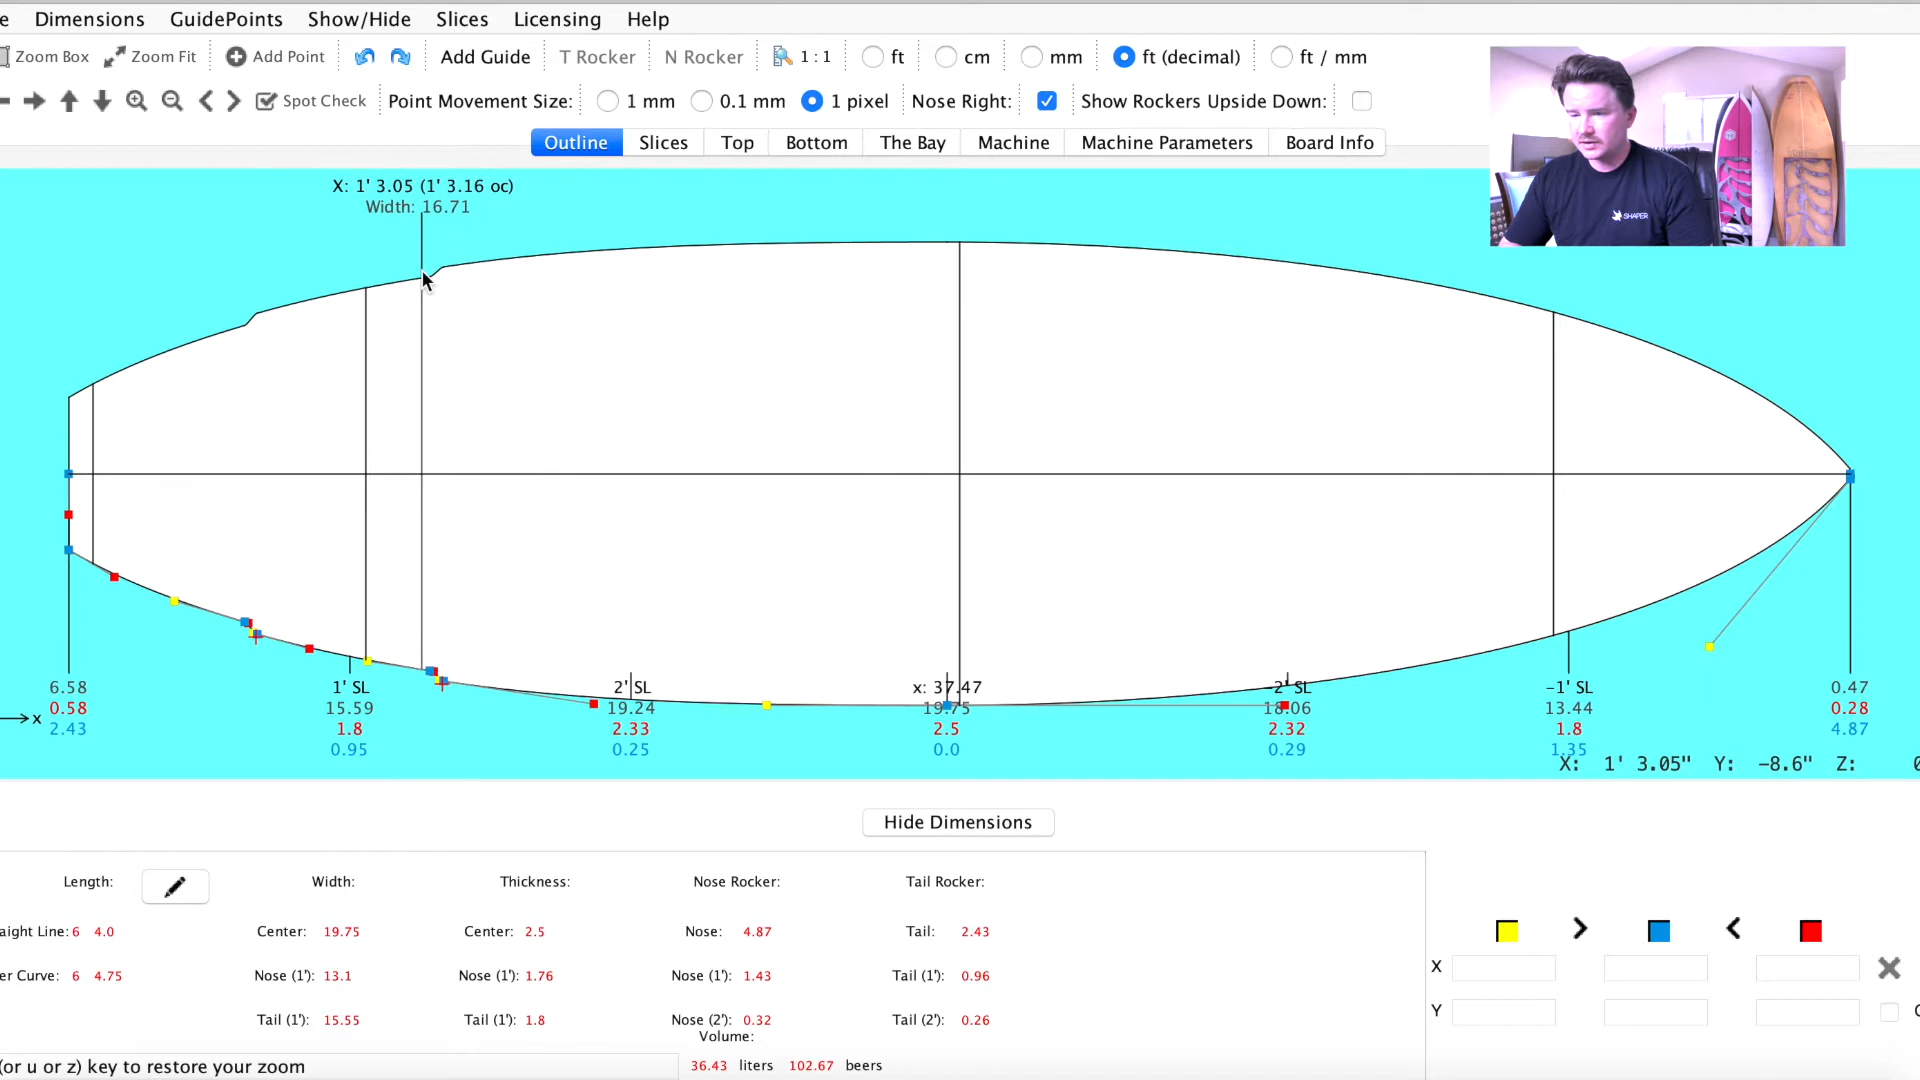 e Dimensions GuidePoints Show/Hide Slices Licensing Help
Zoom Box Zoom Fit Add Point Add Guide T Rocker N Rocker 1 : 1 ft cm mm ft (decimal) ft / mm
Spot Check Point Movement Size: 1 mm 0.1 mm 1 pixel Nose Right: Show Rockers Upside Down:
Outline Slices Top Bottom The Bay Machine Machine Parameters Board Info
SHAPER
X: 1' 3.05 (1' 3.16 oc)
Width: 16.71
6.58 1' SL 2' SL x: 37.47 -2' SL -1' SL 0.47
0.58 15.59 19.24 19.75 18.06 13.44 0.28
2.43 1.8 2.33 2.5 2.32 1.8 4.87
0.95 0.25 0.0 0.29 1.35
x
X: 1' 3.05" Y: -8.6" Z:
Hide Dimensions
Length: Width: Thickness: Nose Rocker: Tail Rocker:
aight Line: 6 4.0 Center: 19.75 Center: 2.5 Nose: 4.87 Tail: 2.43
er Curve: 6 4.75 Nose (1'): 13.1 Nose (1'): 1.76 Nose (1'): 1.43 Tail (1'): 0.96
Tail (1'): 15.55 Tail (1'): 1.8 Nose (2'): 0.32 Tail (2'): 0.26
Volume:
(or u or z) key to restore your zoom 36.43 liters 102.67 beers
X
Y